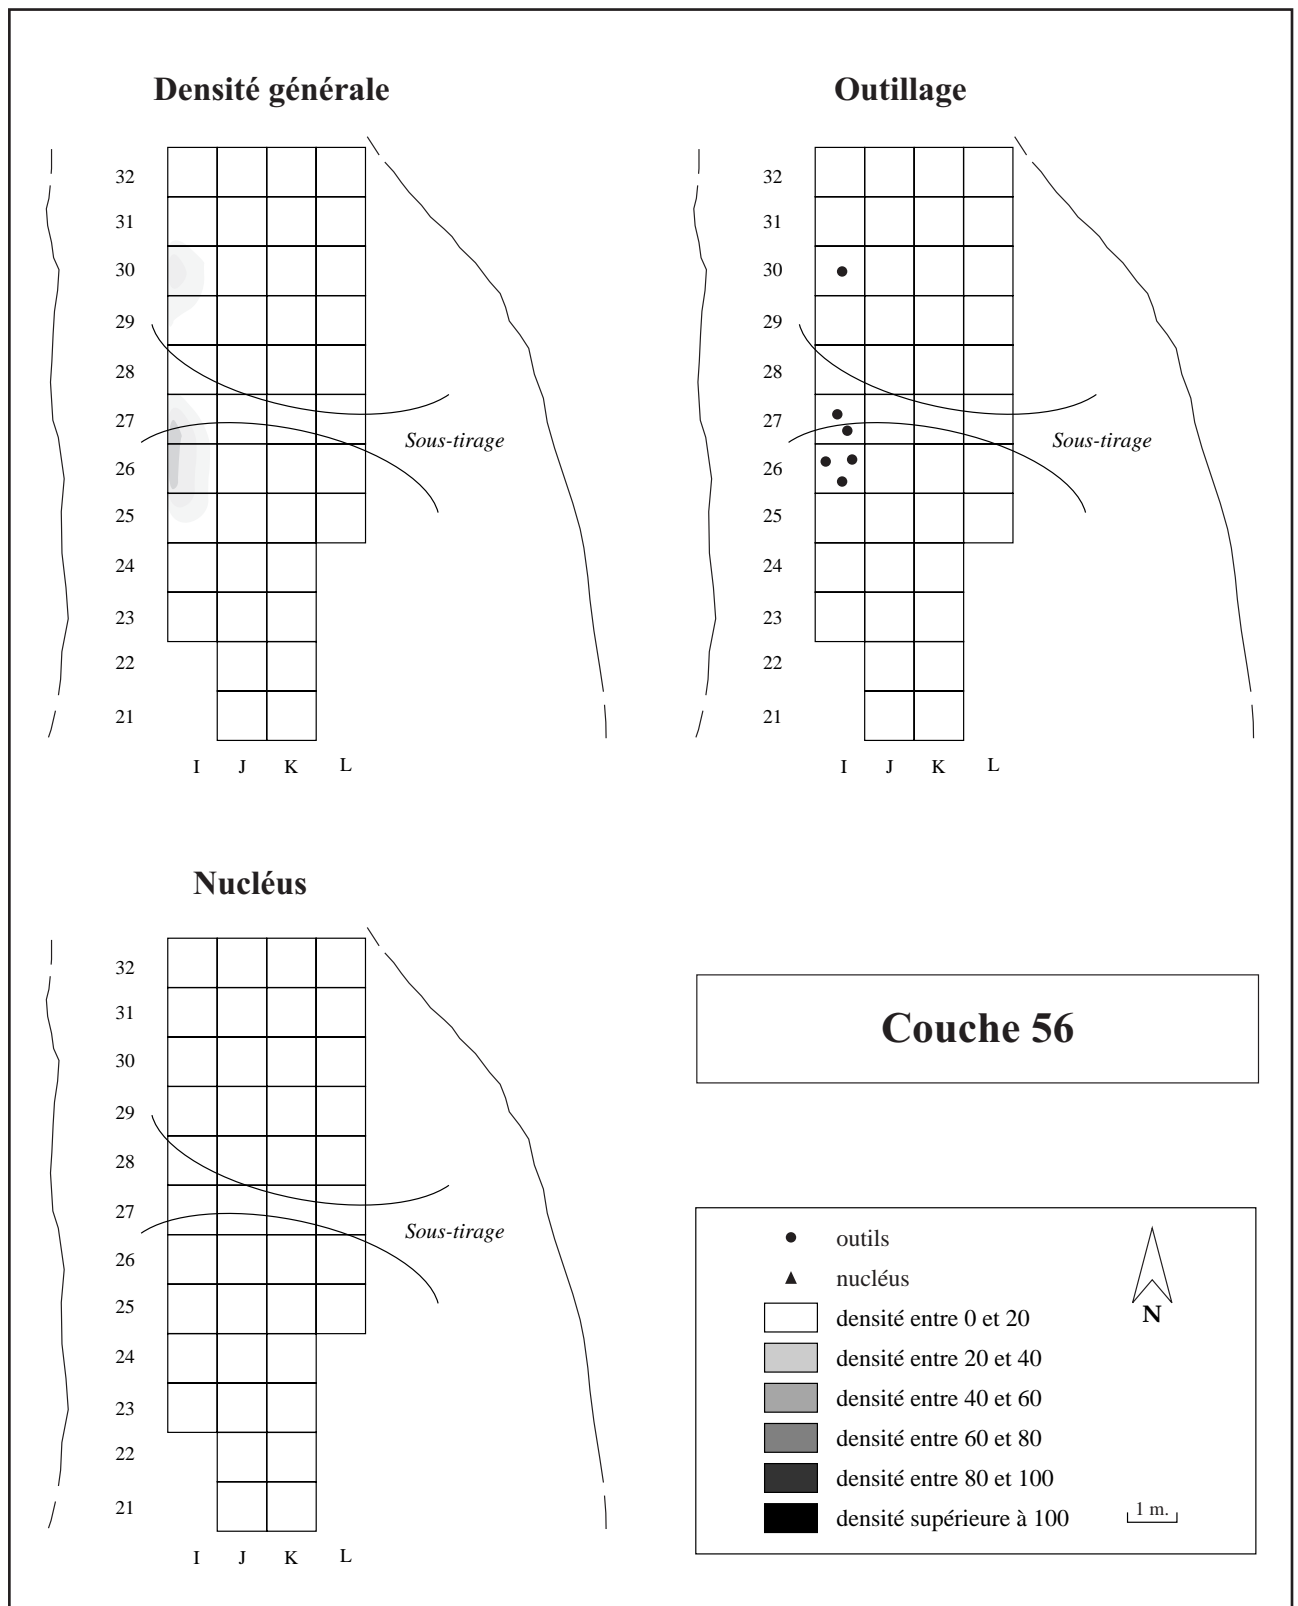 Densité générale
32
31
30
29
28
27
26
25
24
23
22
21
Sous-tirage
I J K L
Outillage
32
31
30
29
28
27
26
25
24
23
22
21
Sous-tirage
I J K L
Nucléus
32
31
30
29
28
27
26
25
24
23
22
21
Sous-tirage
I J K L
Couche 56
outils
nucléus
densité entre 0 et 20
densité entre 20 et 40
densité entre 40 et 60
densité entre 60 et 80
densité entre 80 et 100
densité supérieure à 100
N
1 m.